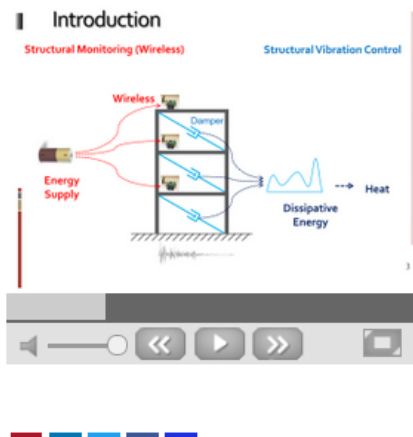 Introduction
Structural Monitoring (Wireless)
Structural Vibration Control
Wireless
Damper
Energy
Supply
Heat
Dissipative
Energy
3